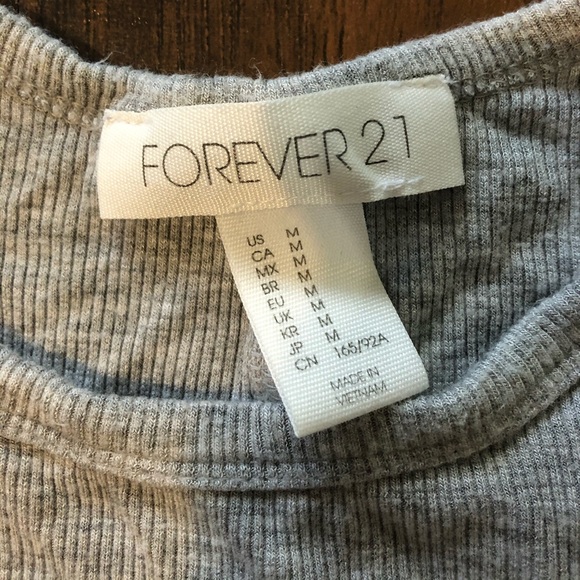 FOREVER 21
US M
CA M
MX M
BR M
EU M
UK M
KR M
JP M
CN 165/92A
MADE IN
VIETNAM